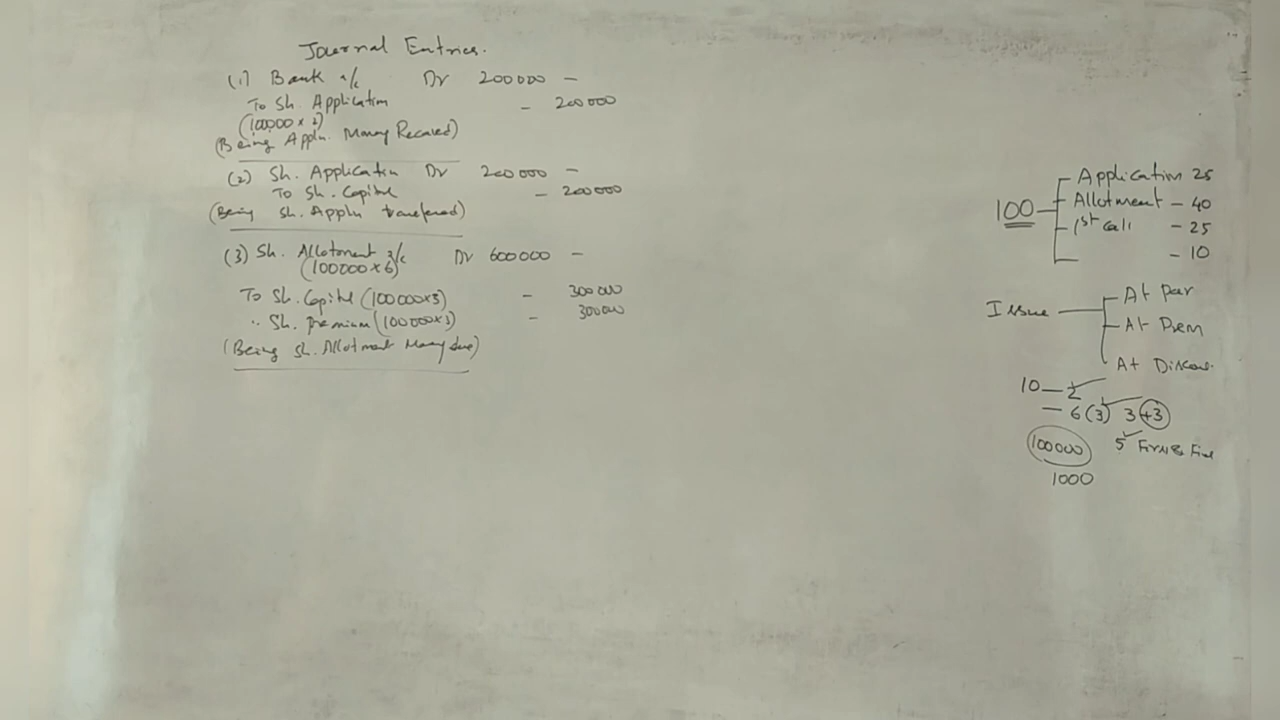 Journal Entries.
(1) Bank a/c Dr 200000 -
To Sh. Application - 200000
(100000 x 2)
(Being Appln. Money Received)
(2) Sh. Application Dr 200000 -
To Sh. Capital - 200000
(Being Sh. Appln transferred)
(3) Sh. Allotment a/c Dr 600000 -
(100000 x 6)
To Sh. Capital (100000x3) - 300000
" Sh. premium (100000x3) - 300000
(Being Sh. Allotment Money due)
100
Application 25
Allotment - 40
1st call - 25
- 10
Issue
At par
At Prem
At Discou.
10 - 2
- 6 (3) 3 +3
100000 5 First & Final
1000